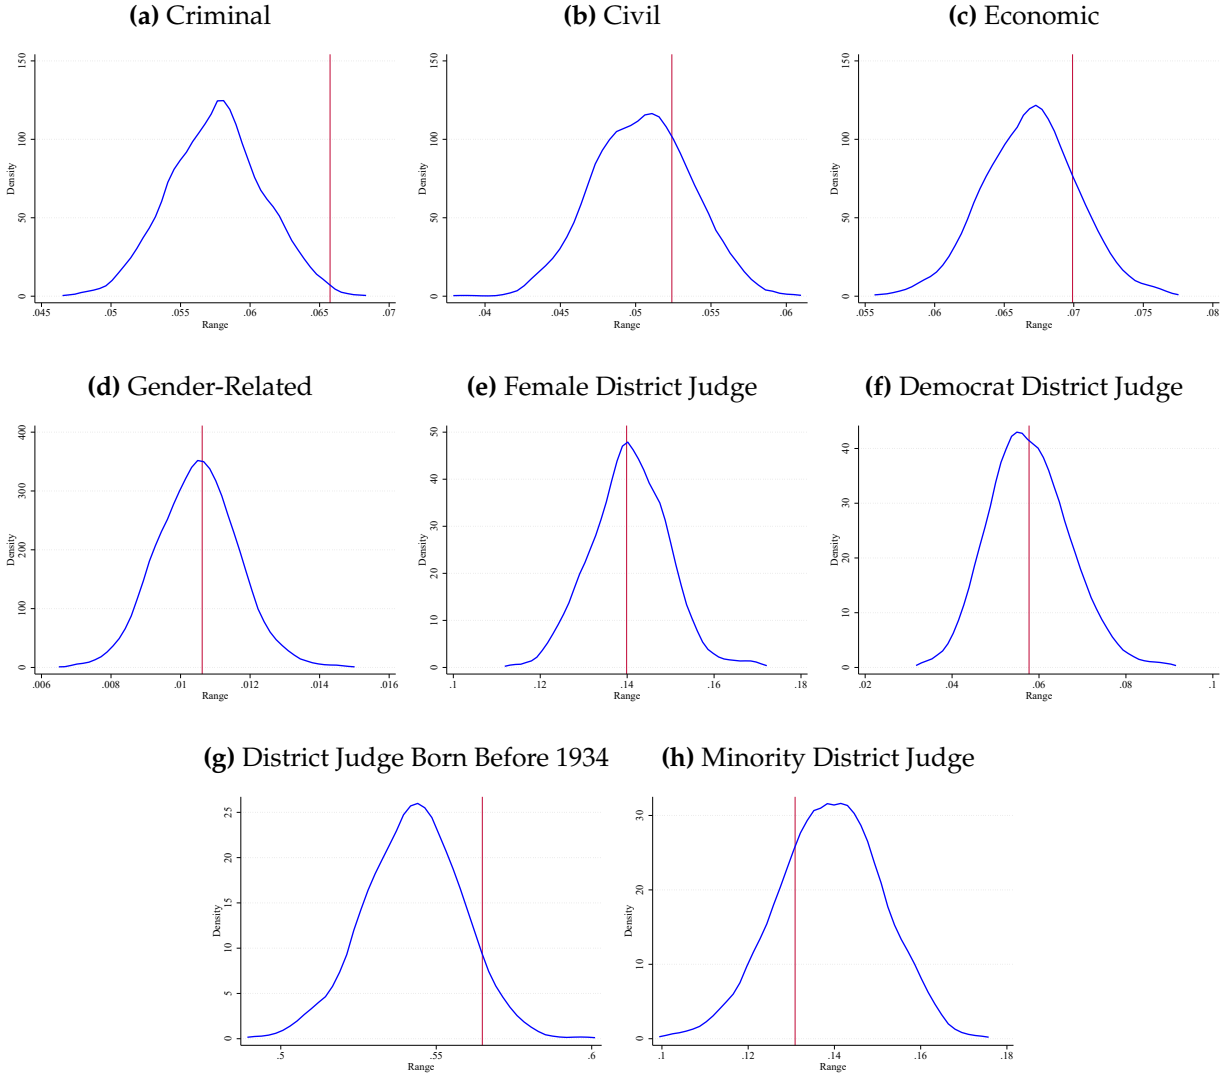 (a) Criminal
(b) Civil
(c) Economic
150
100
50
0
Density
.045 .05 .055 .06 .065 .07
Range
150
100
50
0
Density
.04 .045 .05 .055 .06
Range
150
100
50
0
Density
.055 .06 .065 .07 .075 .08
Range
(d) Gender-Related
(e) Female District Judge
(f) Democrat District Judge
400
300
200
100
0
Density
.006 .008 .01 .012 .014 .016
Range
50
40
30
20
10
0
Density
.1 .12 .14 .16 .18
Range
40
30
20
10
0
Density
.02 .04 .06 .08 .1
Range
(g) District Judge Born Before 1934
(h) Minority District Judge
25
20
15
10
5
0
Density
.5 .55 .6
Range
30
20
10
0
Density
.1 .12 .14 .16 .18
Range